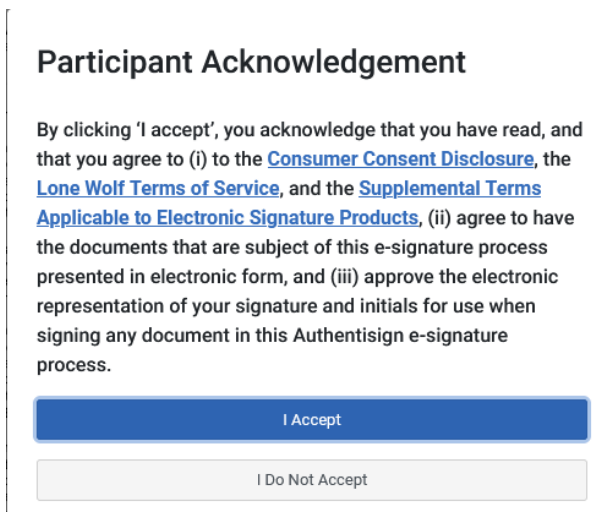 Participant Acknowledgement
By clicking ‘I accept’, you acknowledge that you have read, and
that you agree to (i) to the Consumer Consent Disclosure, the
Lone Wolf Terms of Service, and the Supplemental Terms
Applicable to Electronic Signature Products, (ii) agree to have
the documents that are subject of this e-signature process
presented in electronic form, and (iii) approve the electronic
representation of your signature and initials for use when
signing any document in this Authentisign e-signature
process.
I Accept
I Do Not Accept